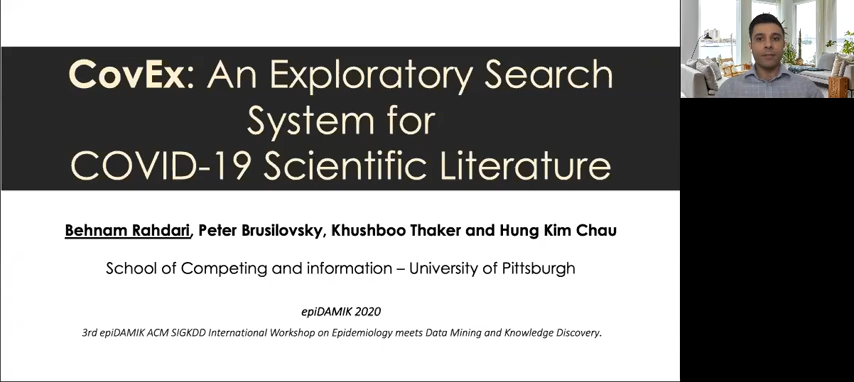 CovEx: An Exploratory Search
System for
COVID-19 Scientific Literature
Behnam Rahdari, Peter Brusilovsky, Khushboo Thaker and Hung Kim Chau
School of Computing and information – University of Pittsburgh
epiDAMIK 2020
3rd epiDAMIK ACM SIGKDD International Workshop on Epidemiology meets Data Mining and Knowledge Discovery.